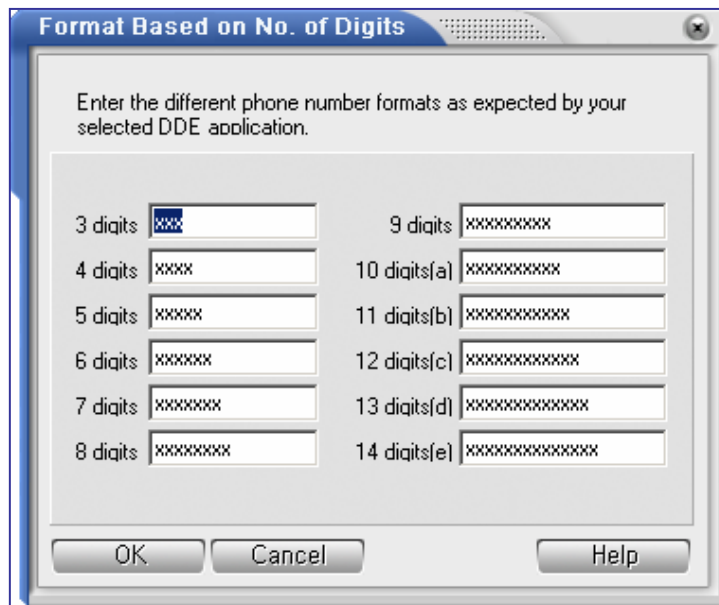 Format Based on No. of Digits
Enter the different phone number formats as expected by your
selected DDE application.
3 digits xxx
9 digits xxxxxxxxx
4 digits xxxx
10 digits(a) xxxxxxxxxx
5 digits xxxxx
11 digits(b) xxxxxxxxxxx
6 digits xxxxxx
12 digits(c) xxxxxxxxxxxx
7 digits xxxxxxx
13 digits(d) xxxxxxxxxxxxx
8 digits xxxxxxxx
14 digits(e) xxxxxxxxxxxxxx
OK Cancel Help